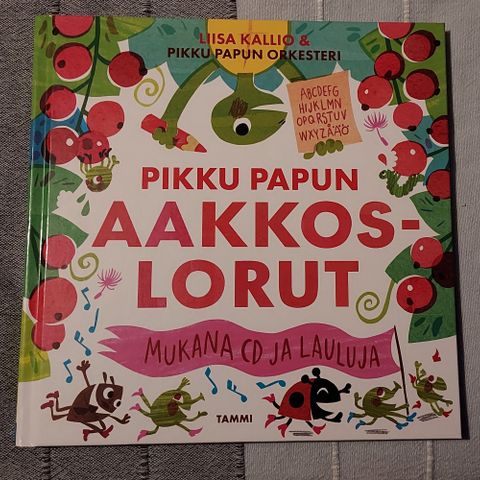 LIISA KALLIO &
PIKKU PAPUN ORKESTERI
ABCDEFG
HIJKLMN
OPQRSTUV
WXYZÅÄÖ
PIKKU PAPUN
AAKKOS-
LORUT
MUKANA CD JA LAULUJA
TAMMI